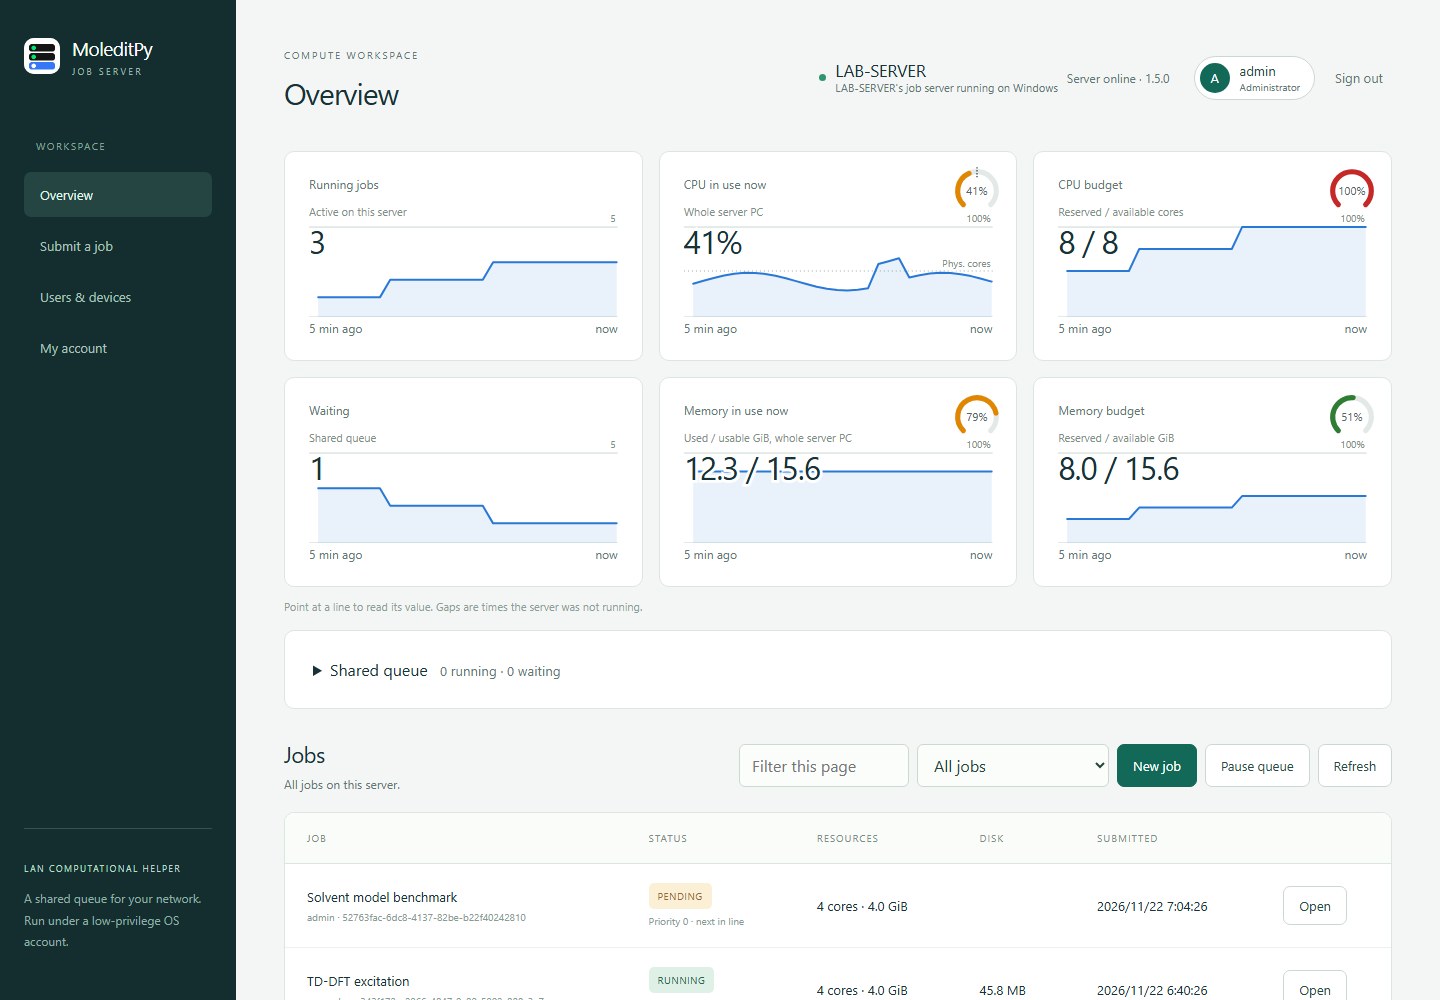 MoleditPy
JOB SERVER
WORKSPACE
Overview
Submit a job
Users & devices
My account
LAN COMPUTATIONAL HELPER
A shared queue for your network.
Run under a low-privilege OS
account.
COMPUTE WORKSPACE
Overview
LAB-SERVER
LAB-SERVER's job server running on Windows
Server online · 1.5.0
A
admin
Administrator
Sign out
Running jobs
Active on this server
5
3
5 min ago
now
CPU in use now
41%
Whole server PC
100%
41%
Phys. cores
5 min ago
now
CPU budget
100%
Reserved / available cores
100%
8 / 8
5 min ago
now
Waiting
Shared queue
5
1
5 min ago
now
Memory in use now
79%
Used / usable GiB, whole server PC
100%
12.3 / 15.6
5 min ago
now
Memory budget
51%
Reserved / available GiB
100%
8.0 / 15.6
5 min ago
now
Point at a line to read its value. Gaps are times the server was not running.
Shared queue 0 running · 0 waiting
Jobs
All jobs on this server.
Filter this page
All jobs
New job
Pause queue
Refresh
JOB STATUS RESOURCES DISK SUBMITTED
Solvent model benchmark
admin · 52763fac-6dc8-4137-82be-b22f40242810
PENDING
Priority 0 · next in line
4 cores · 4.0 GiB
2026/11/22 7:04:26
Open
TD-DFT excitation
RUNNING
4 cores · 4.0 GiB
45.8 MB
2026/11/22 6:40:26
Open